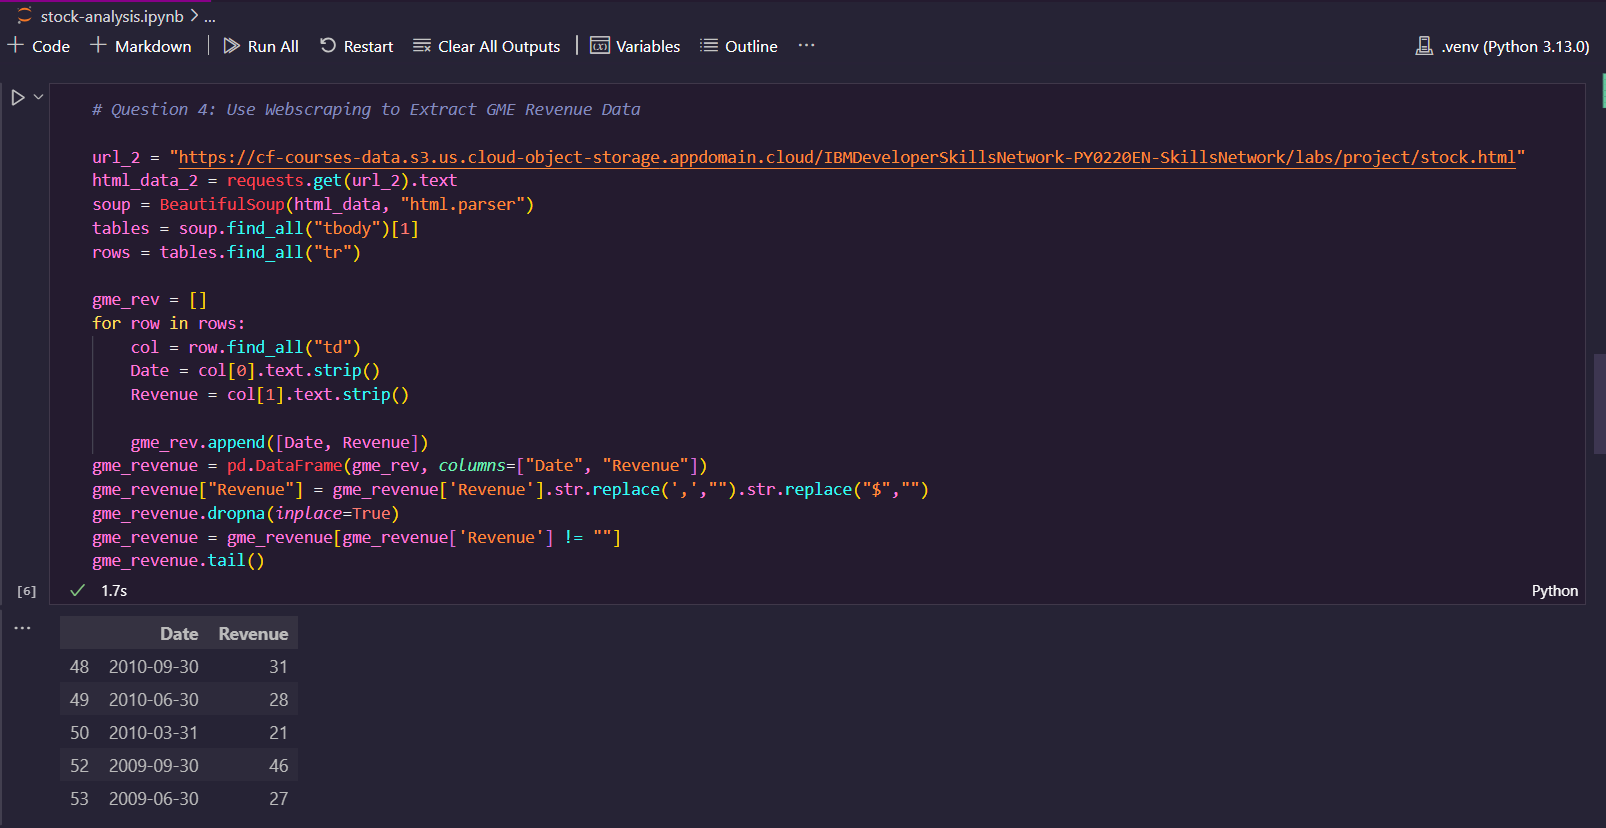 stock-analysis.ipynb > ...
+ Code + Markdown | Run All Restart Clear All Outputs | Variables Outline ... .venv (Python 3.13.0)
# Question 4: Use Webscraping to Extract GME Revenue Data
url_2 = "https://cf-courses-data.s3.us.cloud-object-storage.appdomain.cloud/IBMDeveloperSkillsNetwork-PY0220EN-SkillsNetwork/labs/project/stock.html"
html_data_2 = requests.get(url_2).text
soup = BeautifulSoup(html_data, "html.parser")
tables = soup.find_all("tbody")[1]
rows = tables.find_all("tr")
gme_rev = []
for row in rows:
    col = row.find_all("td")
    Date = col[0].text.strip()
    Revenue = col[1].text.strip()
    gme_rev.append([Date, Revenue])
gme_revenue = pd.DataFrame(gme_rev, columns=["Date", "Revenue"])
gme_revenue["Revenue"] = gme_revenue['Revenue'].str.replace(',',"").str.replace("$","")
gme_revenue.dropna(inplace=True)
gme_revenue = gme_revenue[gme_revenue['Revenue'] != ""]
gme_revenue.tail()
[6] ✓ 1.7s Python
... Date Revenue
48 2010-09-30 31
49 2010-06-30 28
50 2010-03-31 21
52 2009-09-30 46
53 2009-06-30 27